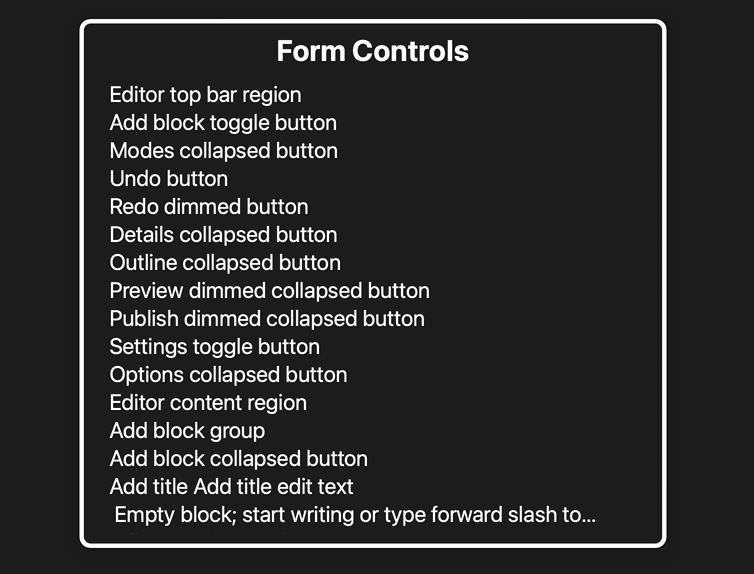 Form Controls
Editor top bar region
Add block toggle button
Modes collapsed button
Undo button
Redo dimmed button
Details collapsed button
Outline collapsed button
Preview dimmed collapsed button
Publish dimmed collapsed button
Settings toggle button
Options collapsed button
Editor content region
Add block group
Add block collapsed button
Add title Add title edit text
Empty block; start writing or type forward slash to...